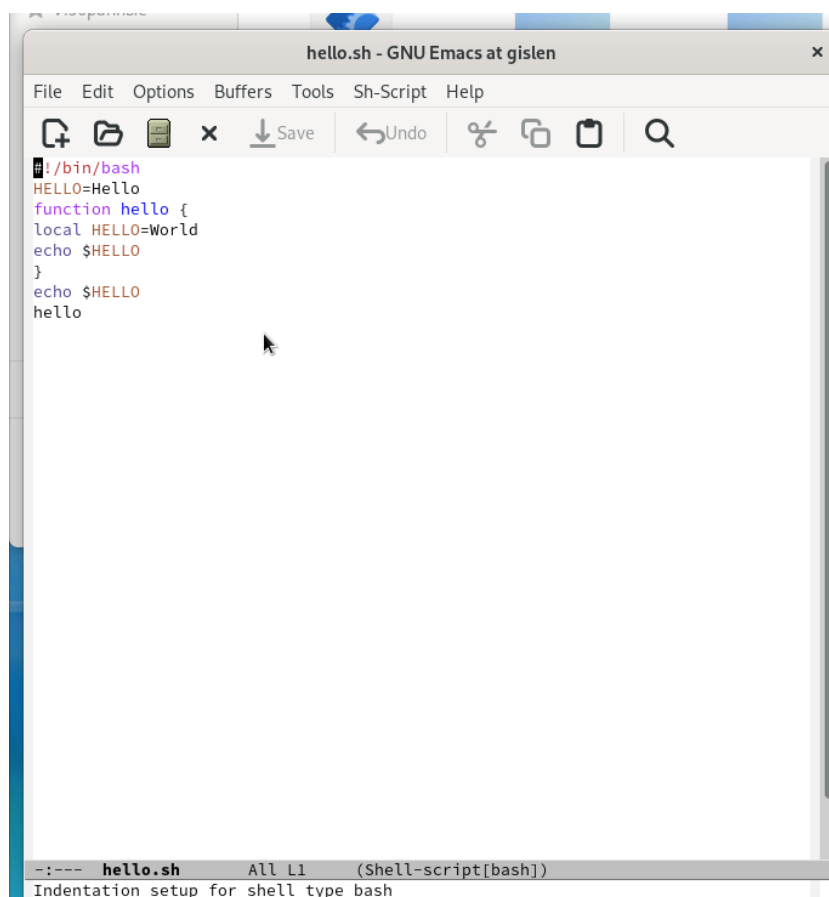 hello.sh - GNU Emacs at gislen
File Edit Options Buffers Tools Sh-Script Help
Save Undo
#!/bin/bash
HELLO=Hello
function hello {
local HELLO=World
echo $HELLO
}
echo $HELLO
hello
-:--- hello.sh All L1 (Shell-script[bash])
Indentation setup for shell type bash